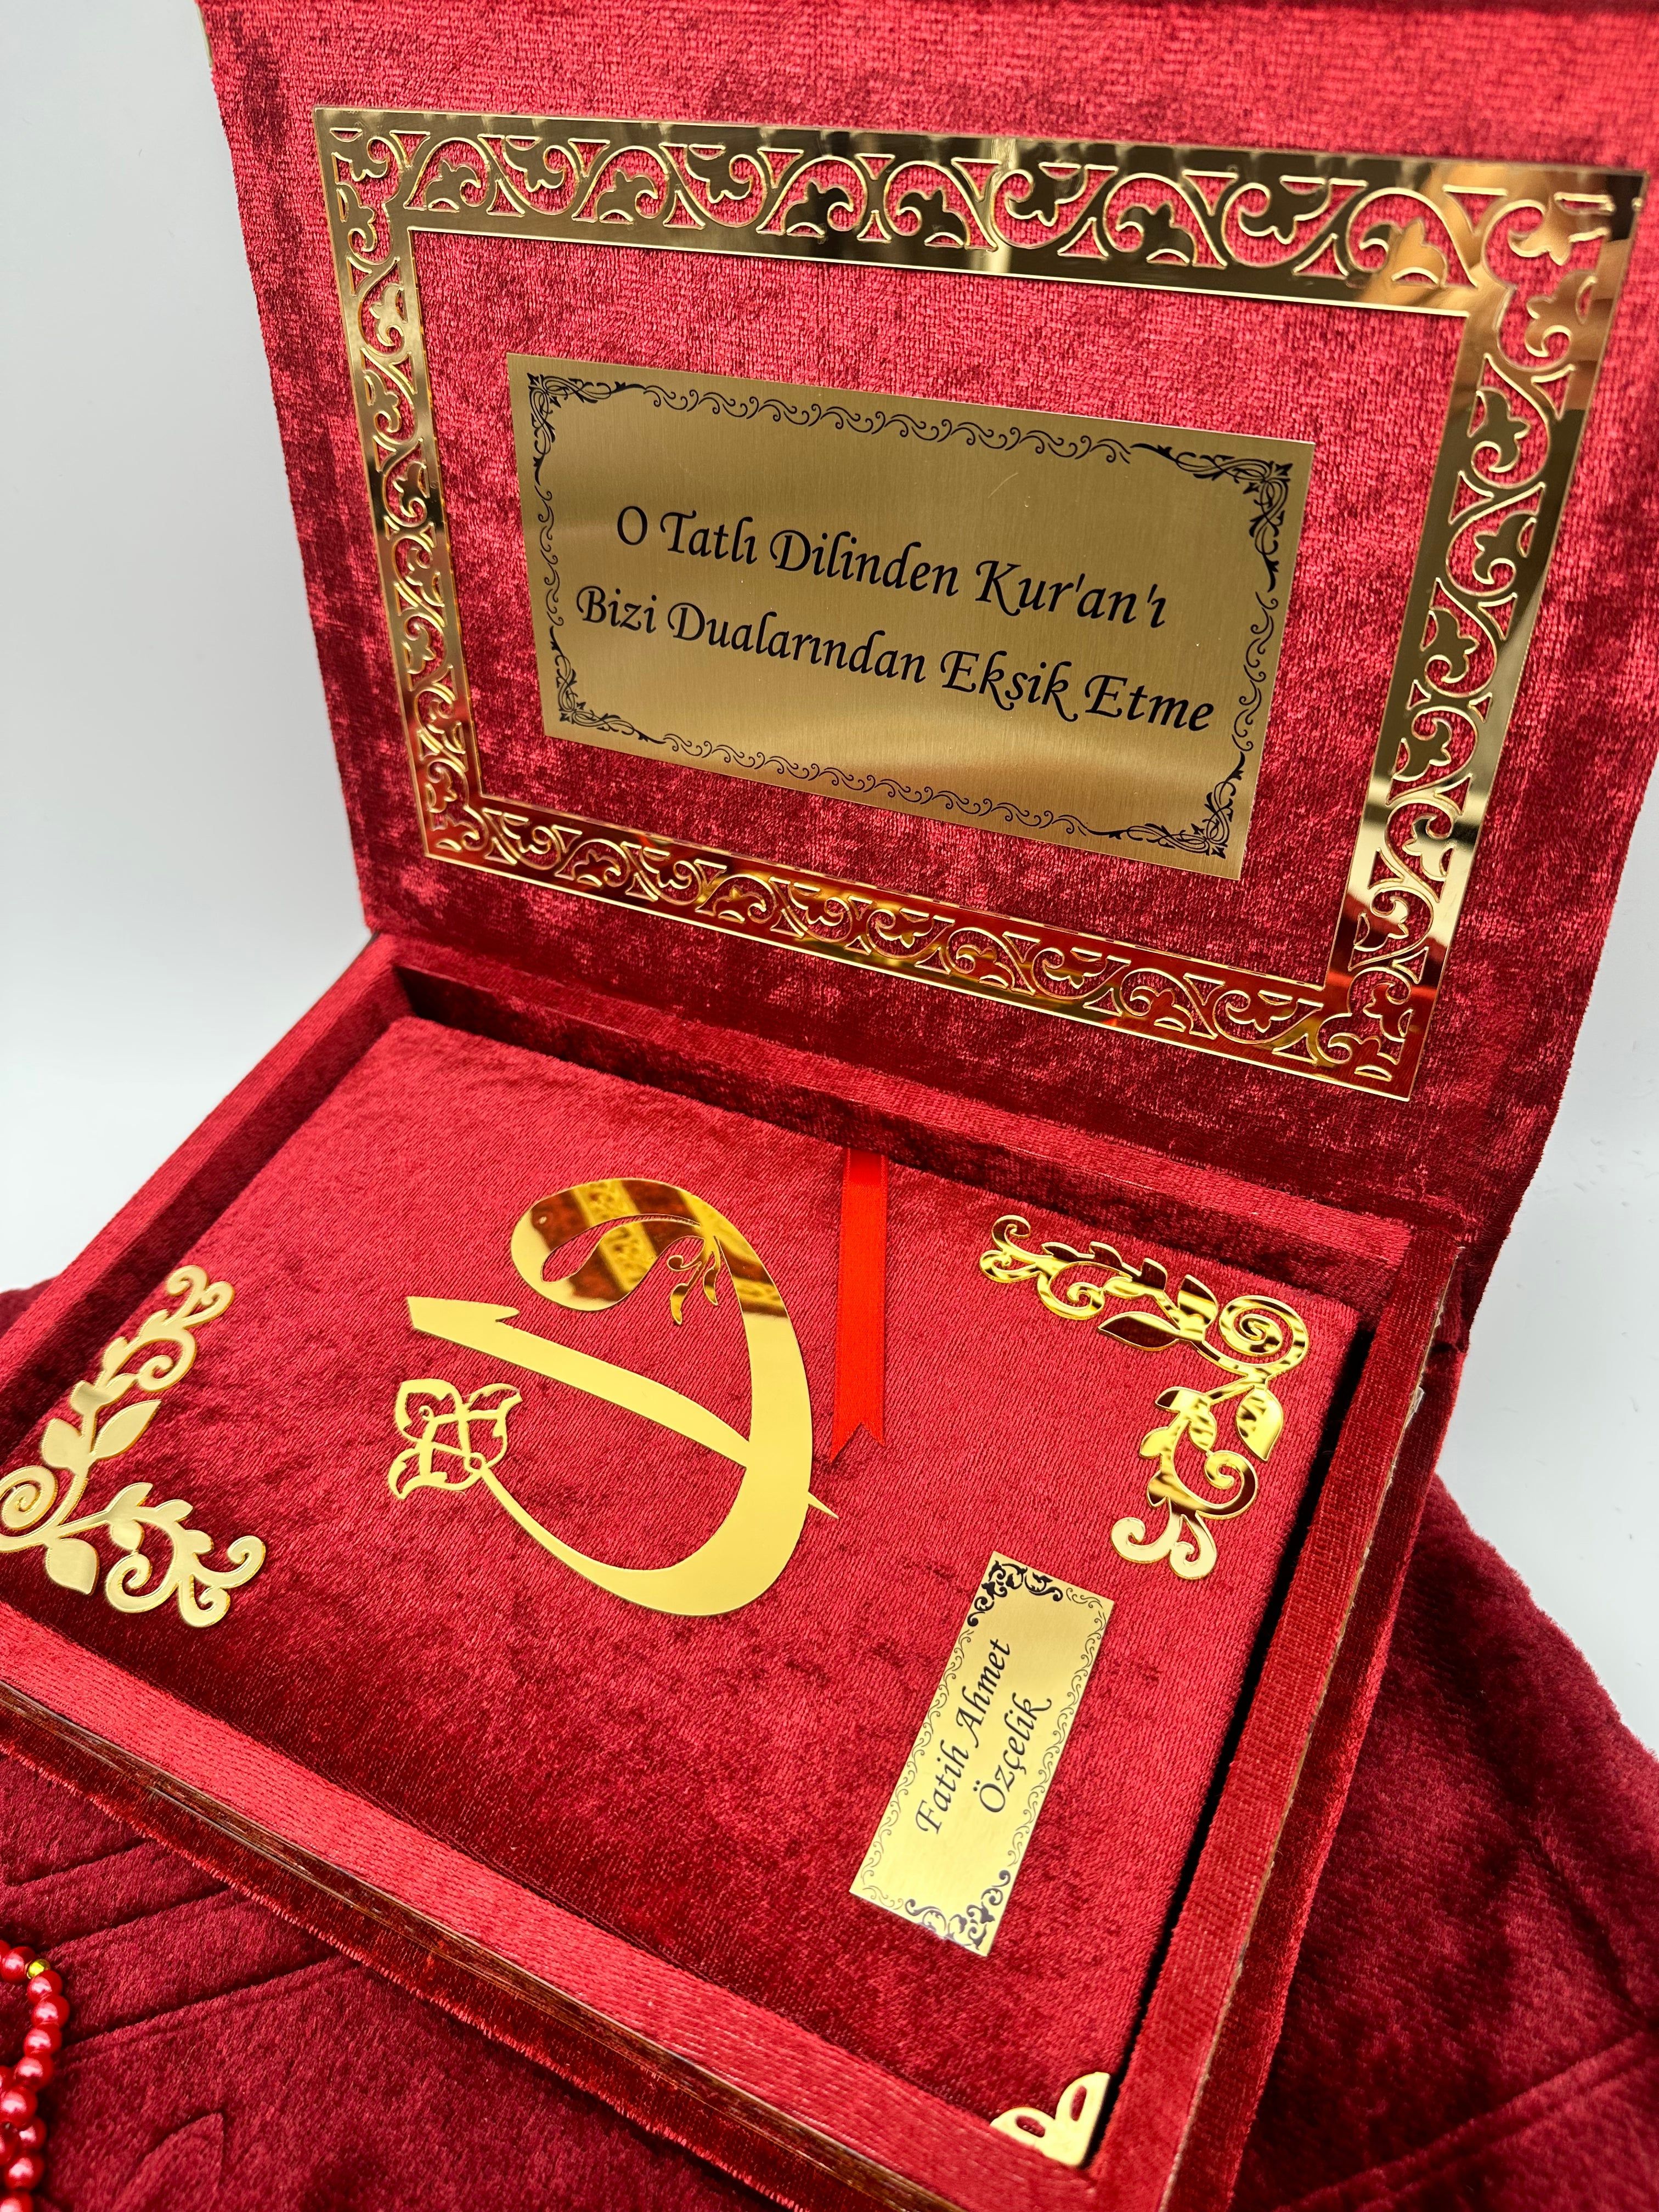 O Tatlı Dilinden Kur'an'ı
Bizi Dualarından Eksik Etme
Fatih Ahmet
Özçelik